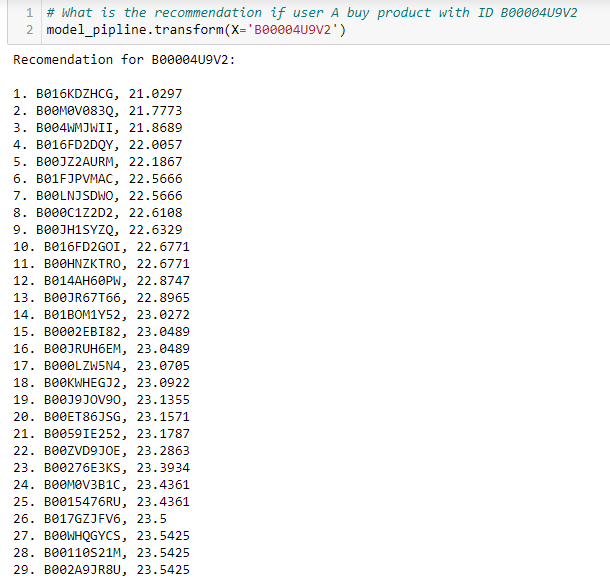 1 # What is the recommendation if user A buy product with ID B00004U9V2
2 model_pipline.transform(X='B00004U9V2')
Recomendation for B00004U9V2:
1. B016KDZHCG, 21.0297
2. B00M0V083Q, 21.7773
3. B004WMJWII, 21.8689
4. B016FD2DQY, 22.0057
5. B00JZ2AURM, 22.1867
6. B01FJPVMAC, 22.5666
7. B00LNJSDWO, 22.5666
8. B000C1Z2D2, 22.6108
9. B00JH1SYZQ, 22.6329
10. B016FD2GOI, 22.6771
11. B00HNZKTRO, 22.6771
12. B014AH60PW, 22.8747
13. B00JR67T66, 22.8965
14. B01BOM1Y52, 23.0272
15. B0002EBI82, 23.0489
16. B00JRUH6EM, 23.0489
17. B000LZW5N4, 23.0705
18. B00KWHEGJ2, 23.0922
19. B00J9JOV9O, 23.1355
20. B00ET86JSG, 23.1571
21. B0059IE252, 23.1787
22. B00ZVD9JOE, 23.2863
23. B00276E3KS, 23.3934
24. B00M0V3B1C, 23.4361
25. B0015476RU, 23.4361
26. B017GZJFV6, 23.5
27. B00WHQGYCS, 23.5425
28. B00110S21M, 23.5425
29. B002A9JR8U, 23.5425